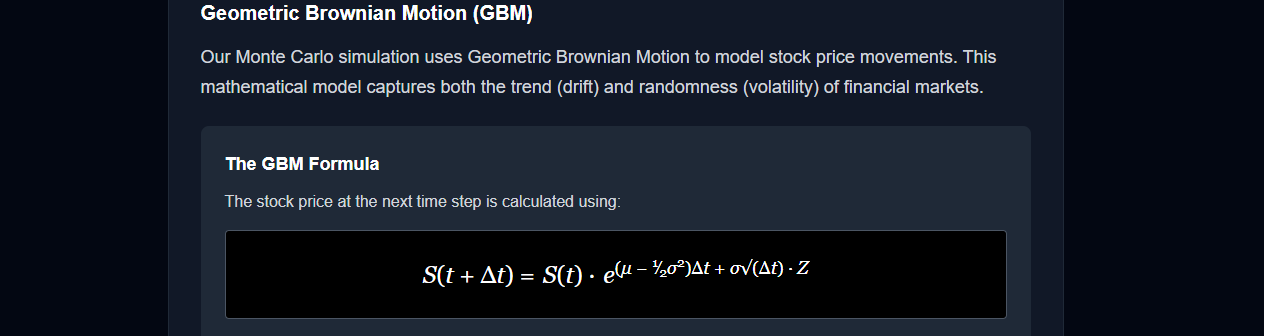 Geometric Brownian Motion (GBM)
Our Monte Carlo simulation uses Geometric Brownian Motion to model stock price movements. This
mathematical model captures both the trend (drift) and randomness (volatility) of financial markets.
The GBM Formula
The stock price at the next time step is calculated using:
S(t + Δt) = S(t) · e^(μ − ½σ²)Δt + σ√(Δt) · Z